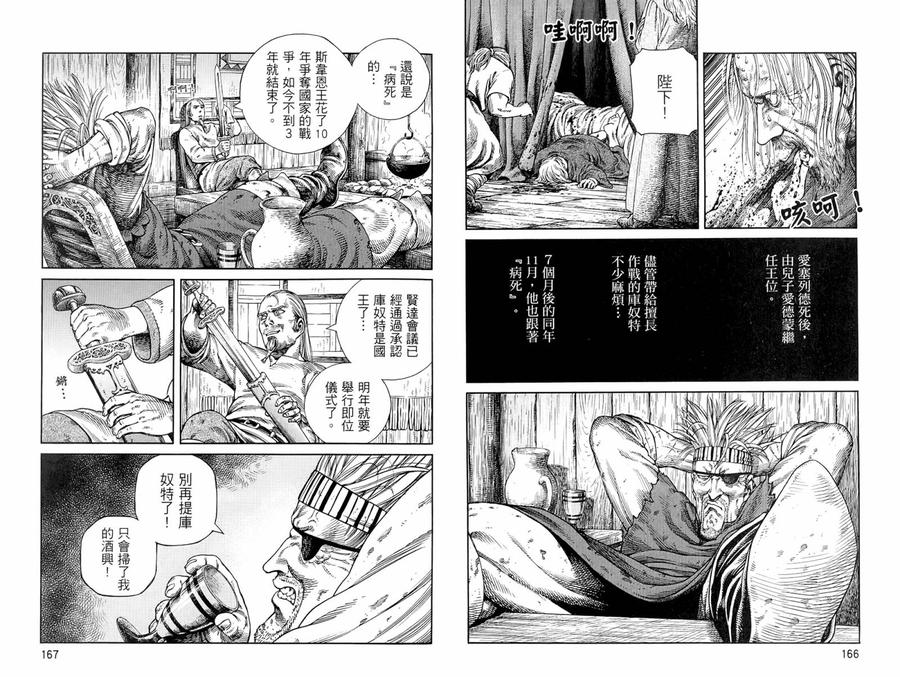 咳呵！
陛下！
哇啊啊！
愛塞列德死後，
由兒子愛德蒙繼
任王位。
儘管帶給擅長
作戰的庫奴特
不少麻煩…
7個月後的同年
11月，他也跟著
『病死』。
166
還說是
『病死』
的…
斯韋恩王花了10
年爭奪國家的戰
爭，如今不到3
年就結束了。
賢達會議已
經通過承認
庫奴特是國
王了…
明年就要
舉行即位
儀式了。
鏘…
別再提庫
奴特了！
只會掃了我
的酒興！
167